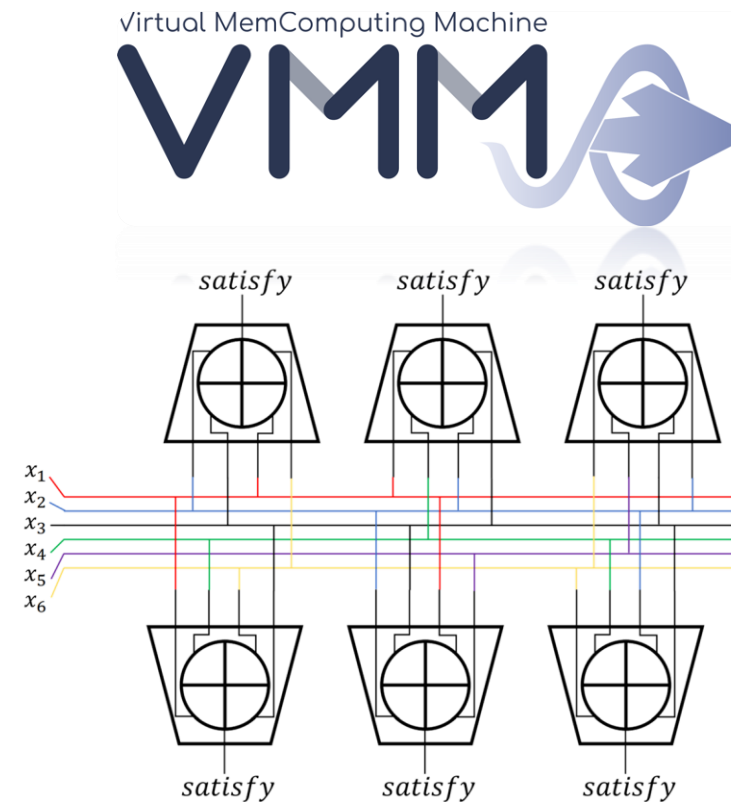 Virtual MemComputing Machine
VMM
satisfy satisfy satisfy
x₁
x₂
x₃
x₄
x₅
x₆
satisfy satisfy satisfy